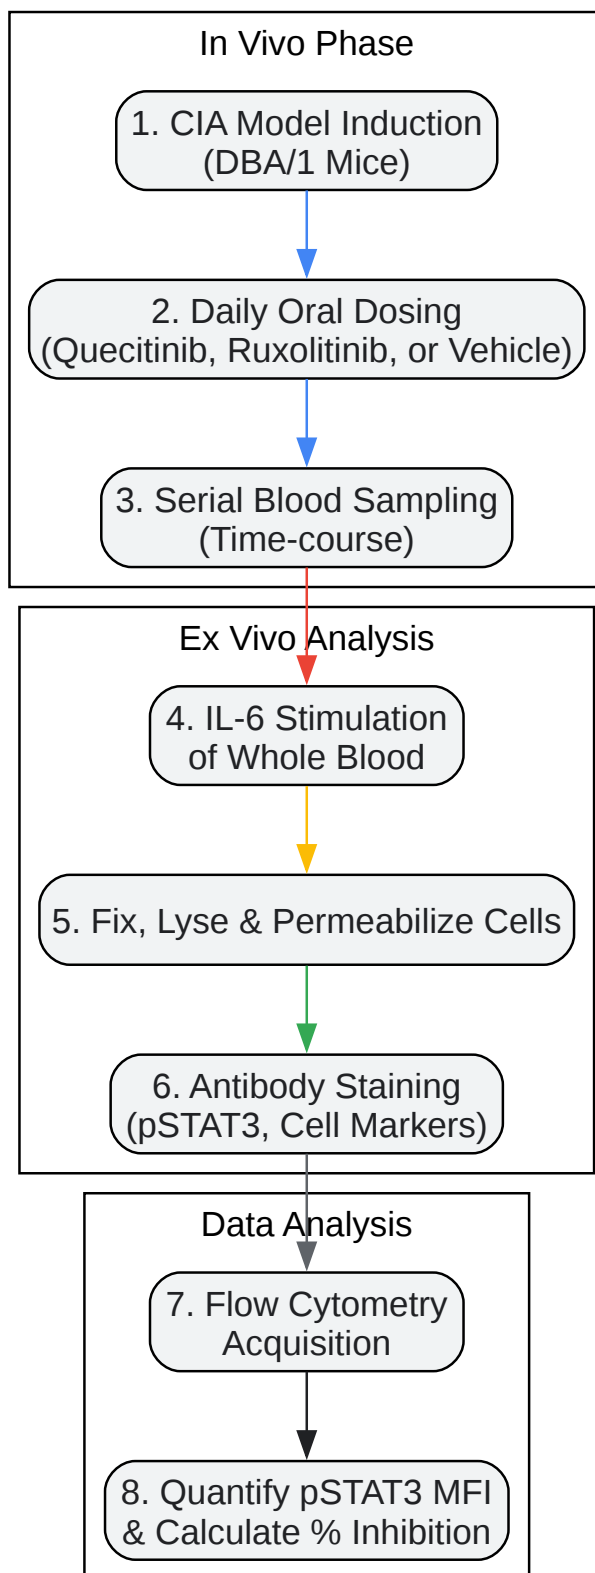 In Vivo Phase
1. CIA Model Induction
(DBA/1 Mice)
2. Daily Oral Dosing
(Quecitinib, Ruxolitinib, or Vehicle)
3. Serial Blood Sampling
(Time-course)
Ex Vivo Analysis
4. IL-6 Stimulation
of Whole Blood
5. Fix, Lyse & Permeabilize Cells
6. Antibody Staining
(pSTAT3, Cell Markers)
Data Analysis
7. Flow Cytometry
Acquisition
8. Quantify pSTAT3 MFI
& Calculate % Inhibition